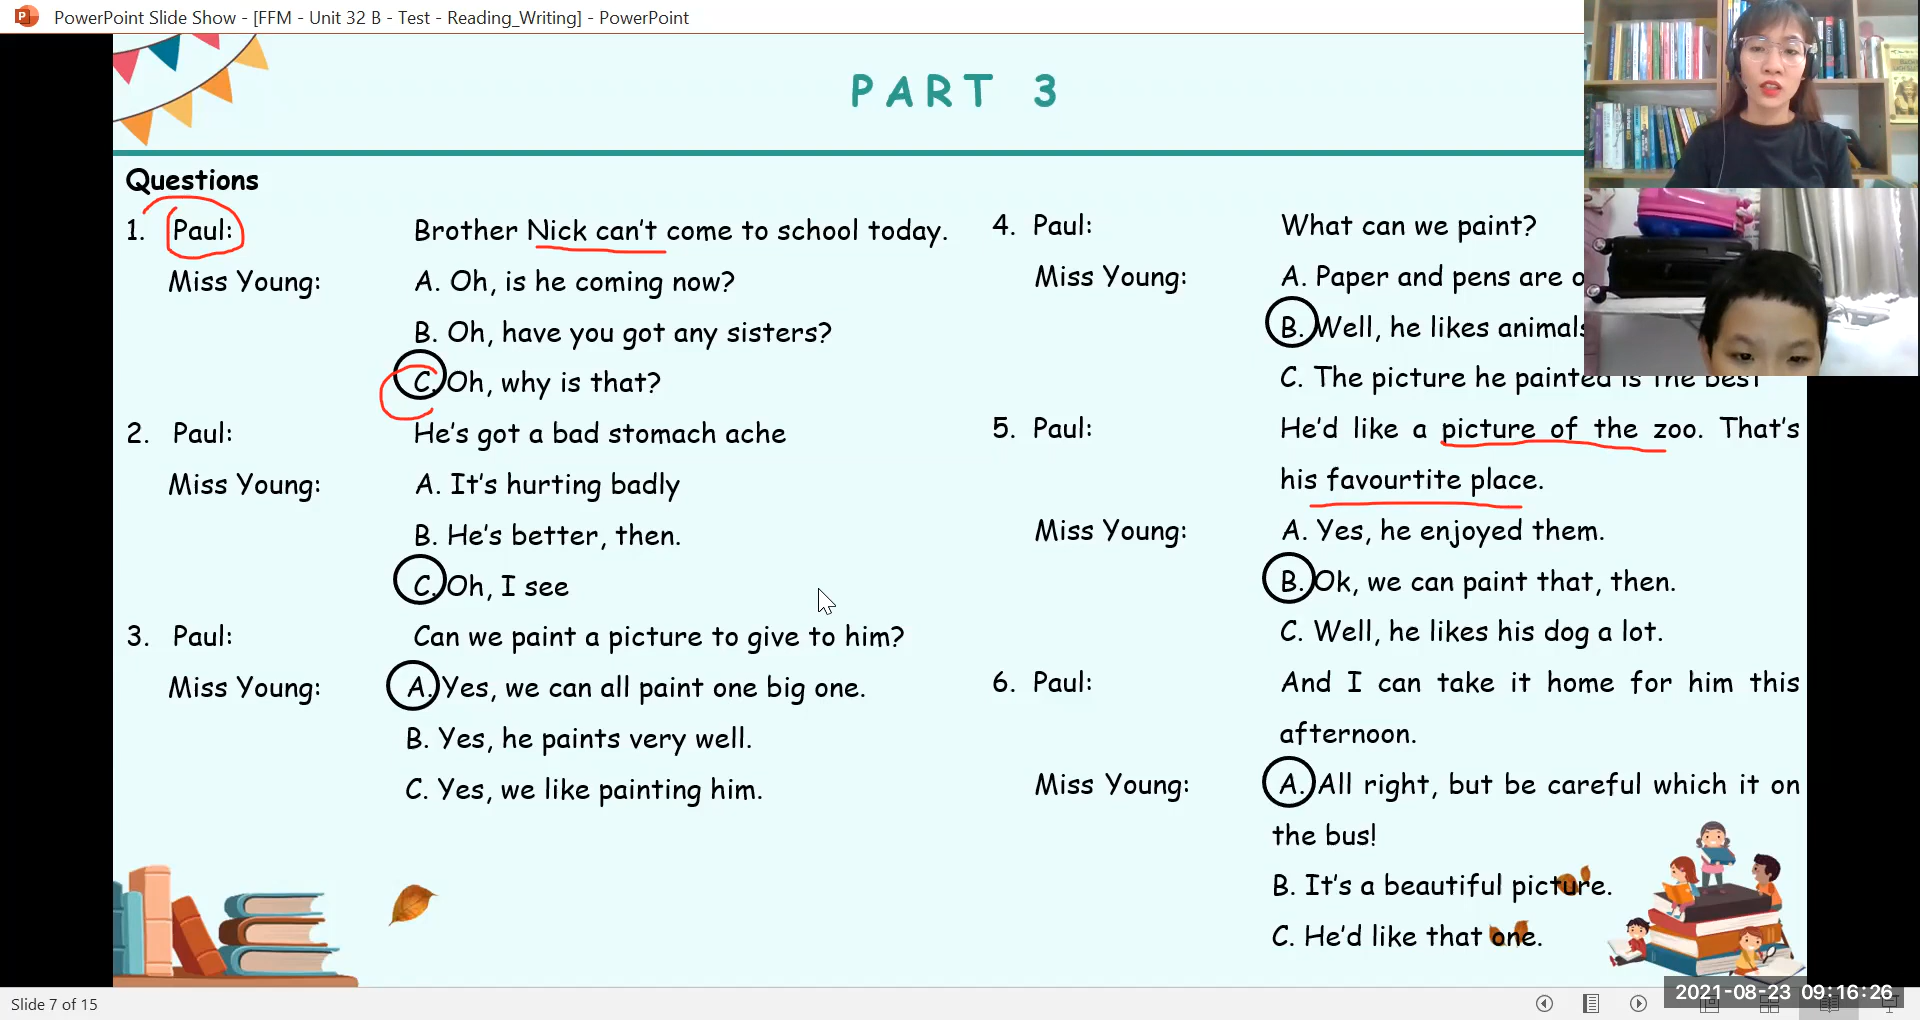 PowerPoint Slide Show - [FFM - Unit 32 B - Test - Reading_Writing] - PowerPoint
PART 3
Questions
1. Paul: Brother Nick can't come to school today.
Miss Young: A. Oh, is he coming now?
B. Oh, have you got any sisters?
C. Oh, why is that?
2. Paul: He's got a bad stomach ache
Miss Young: A. It's hurting badly
B. He's better, then.
C. Oh, I see
3. Paul: Can we paint a picture to give to him?
Miss Young: A. Yes, we can all paint one big one.
B. Yes, he paints very well.
C. Yes, we like painting him.
4. Paul: What can we paint?
Miss Young: A. Paper and pens are
B. Well, he likes animals
C. The picture he painted is the best
5. Paul: He'd like a picture of the zoo. That's
his favourtite place.
Miss Young: A. Yes, he enjoyed them.
B. Ok, we can paint that, then.
C. Well, he likes his dog a lot.
6. Paul: And I can take it home for him this
afternoon.
Miss Young: A. All right, but be careful which it on
the bus!
B. It's a beautiful picture.
C. He'd like that one.
Slide 7 of 15
2021-08-23 09:16:26